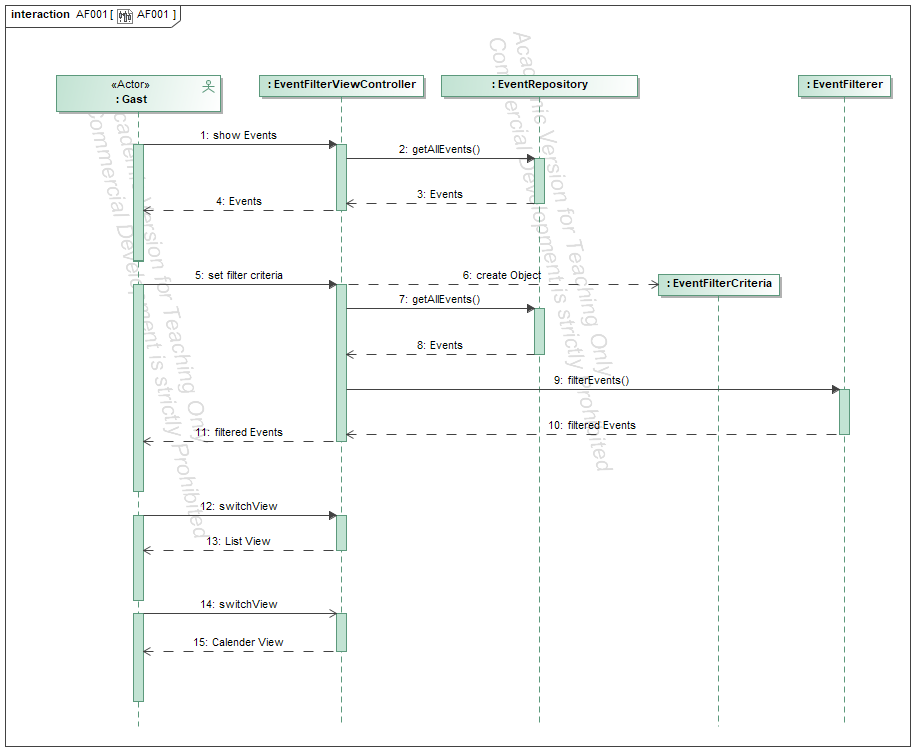 interaction AF001 [ AF001 ]
«Actor»
: Gast
: EventFilterViewController
: EventRepository
: EventFilterer
1: show Events
2: getAllEvents()
3: Events
4: Events
5: set filter criteria
6: create Object
: EventFilterCriteria
7: getAllEvents()
8: Events
9: filterEvents()
10: filtered Events
11: filtered Events
12: switchView
13: List View
14: switchView
15: Calender View
Academic Version for Teaching Only
Commercial Development is strictly Prohibited
Academic Version for Teaching Only
Commercial Development is strictly Prohibited